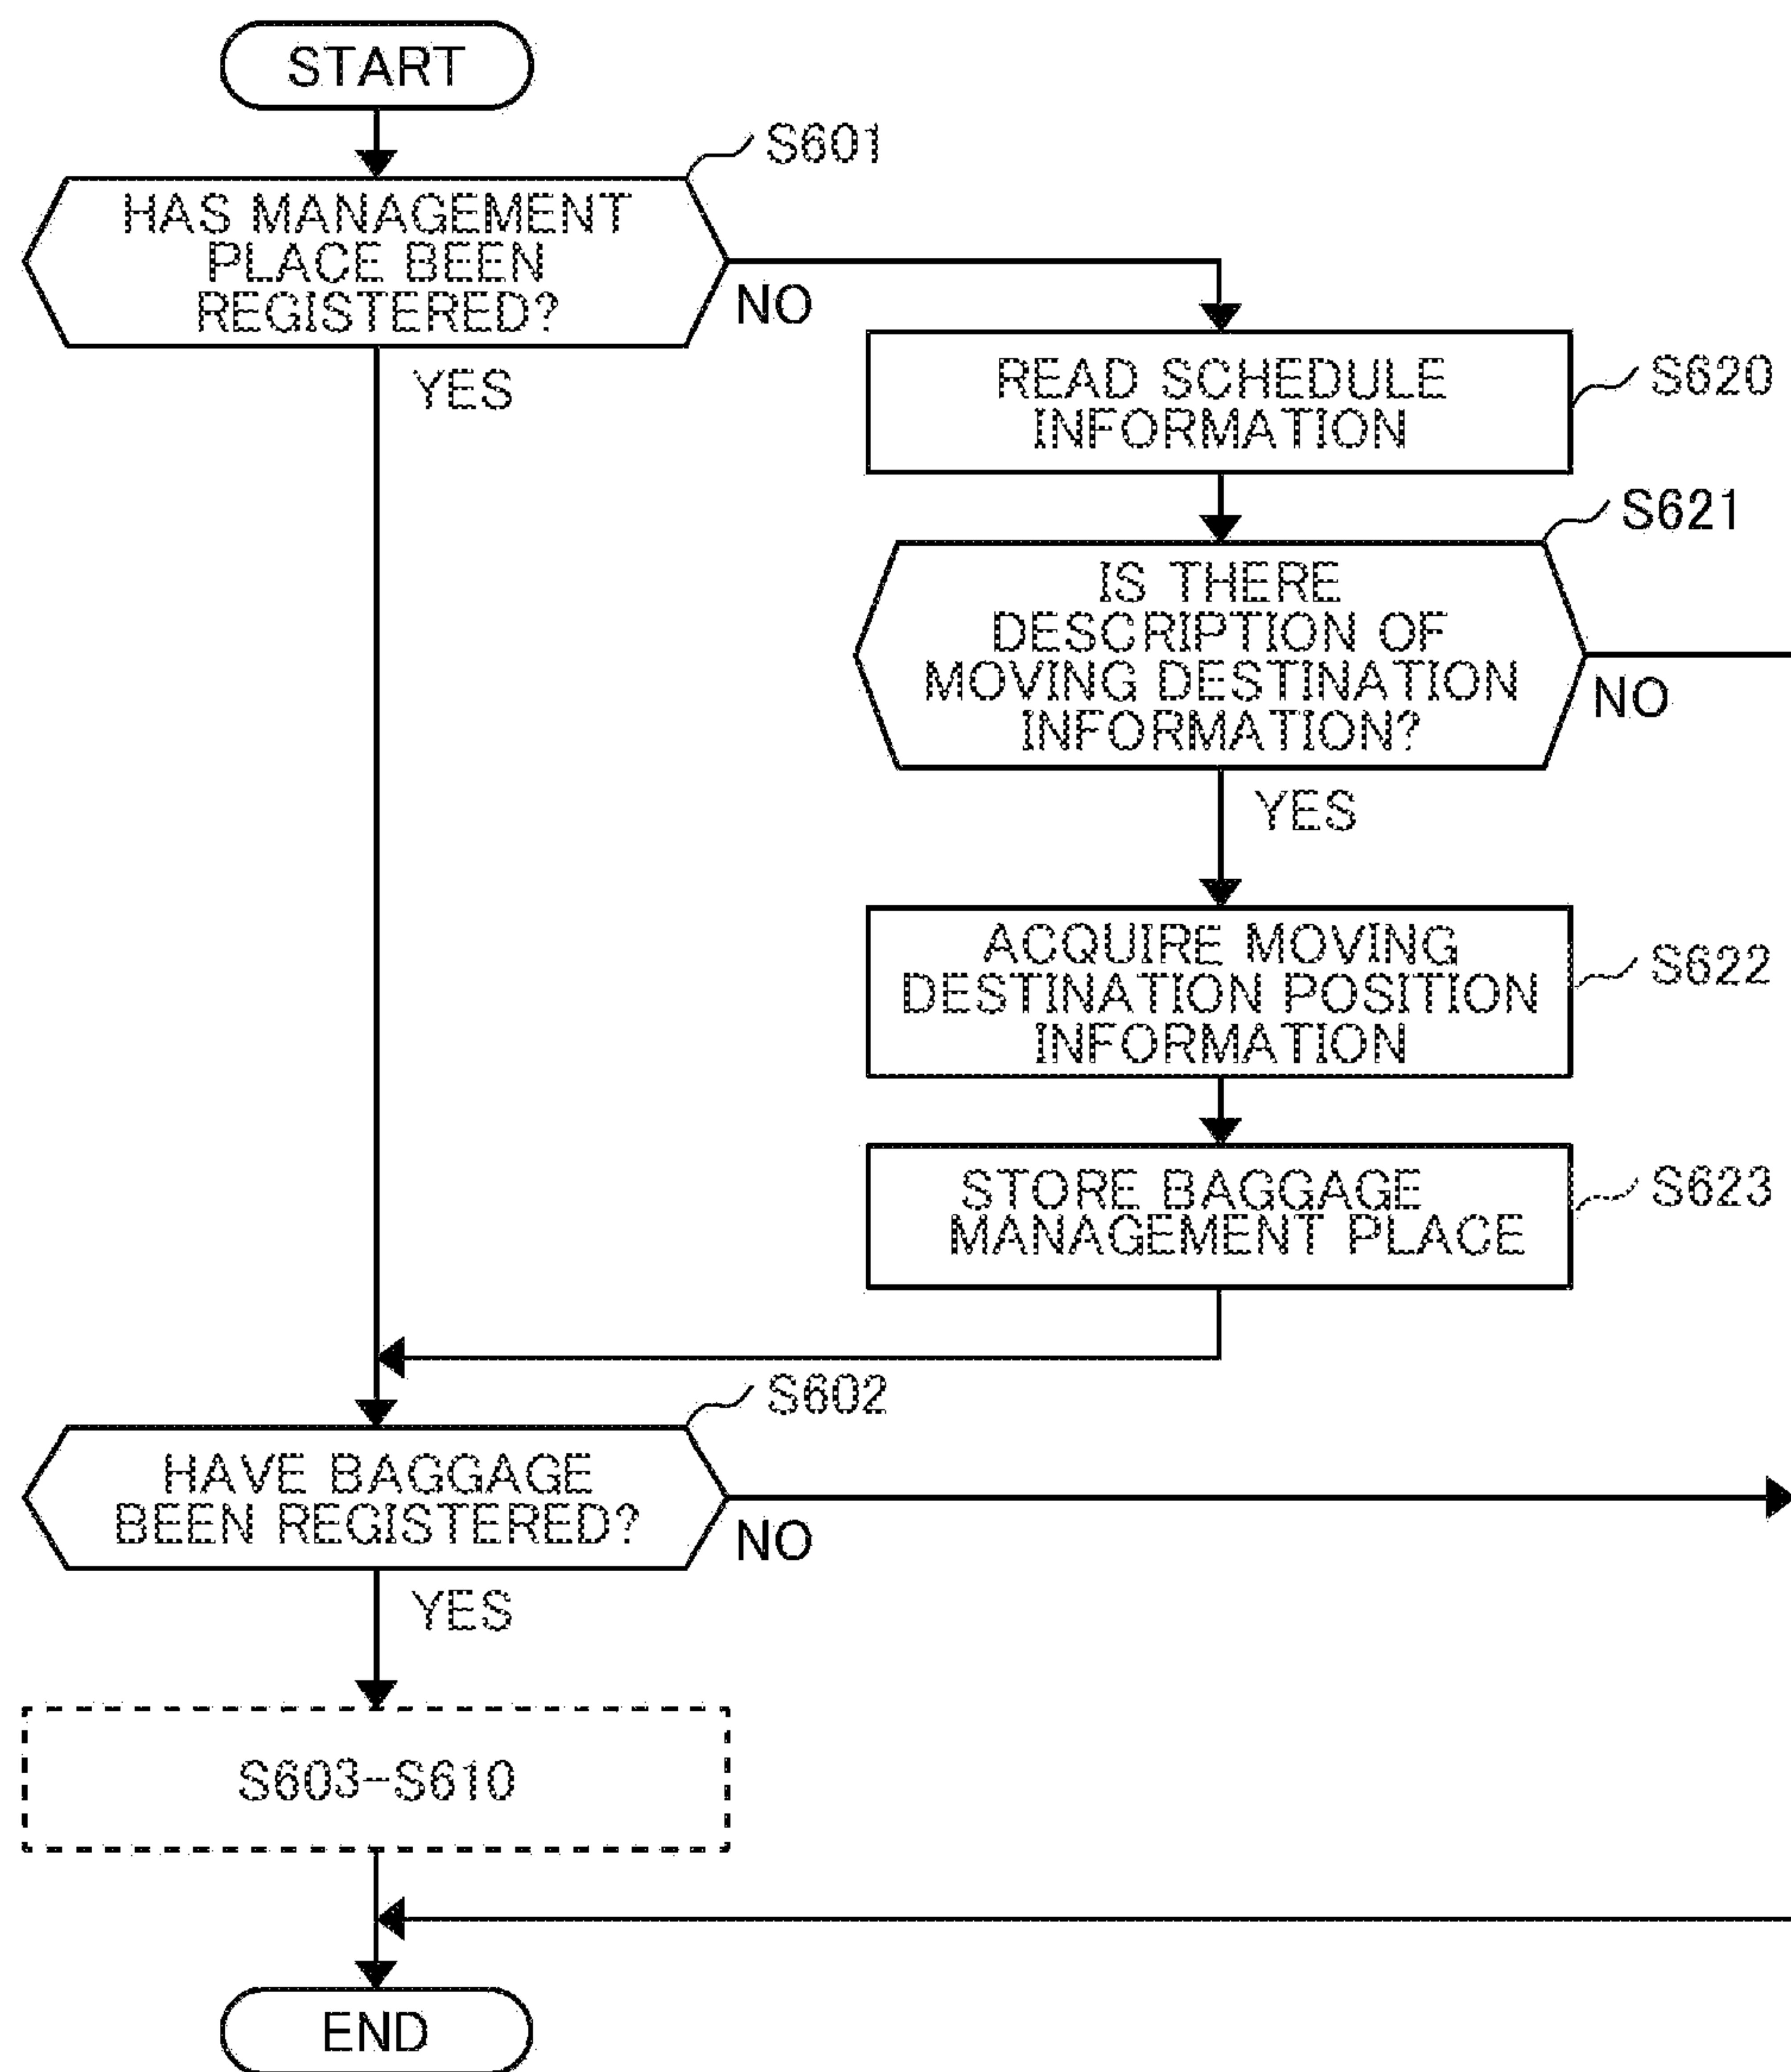 START
S601
HAS MANAGEMENT
PLACE BEEN
REGISTERED?
NO
YES
READ SCHEDULE
INFORMATION
S620
S621
IS THERE
DESCRIPTION OF
MOVING DESTINATION
INFORMATION?
NO
YES
ACQUIRE MOVING
DESTINATION POSITION
INFORMATION
S622
STORE BAGGAGE
MANAGEMENT PLACE
S623
S602
HAVE BAGGAGE
BEEN REGISTERED?
NO
YES
S603-S610
END